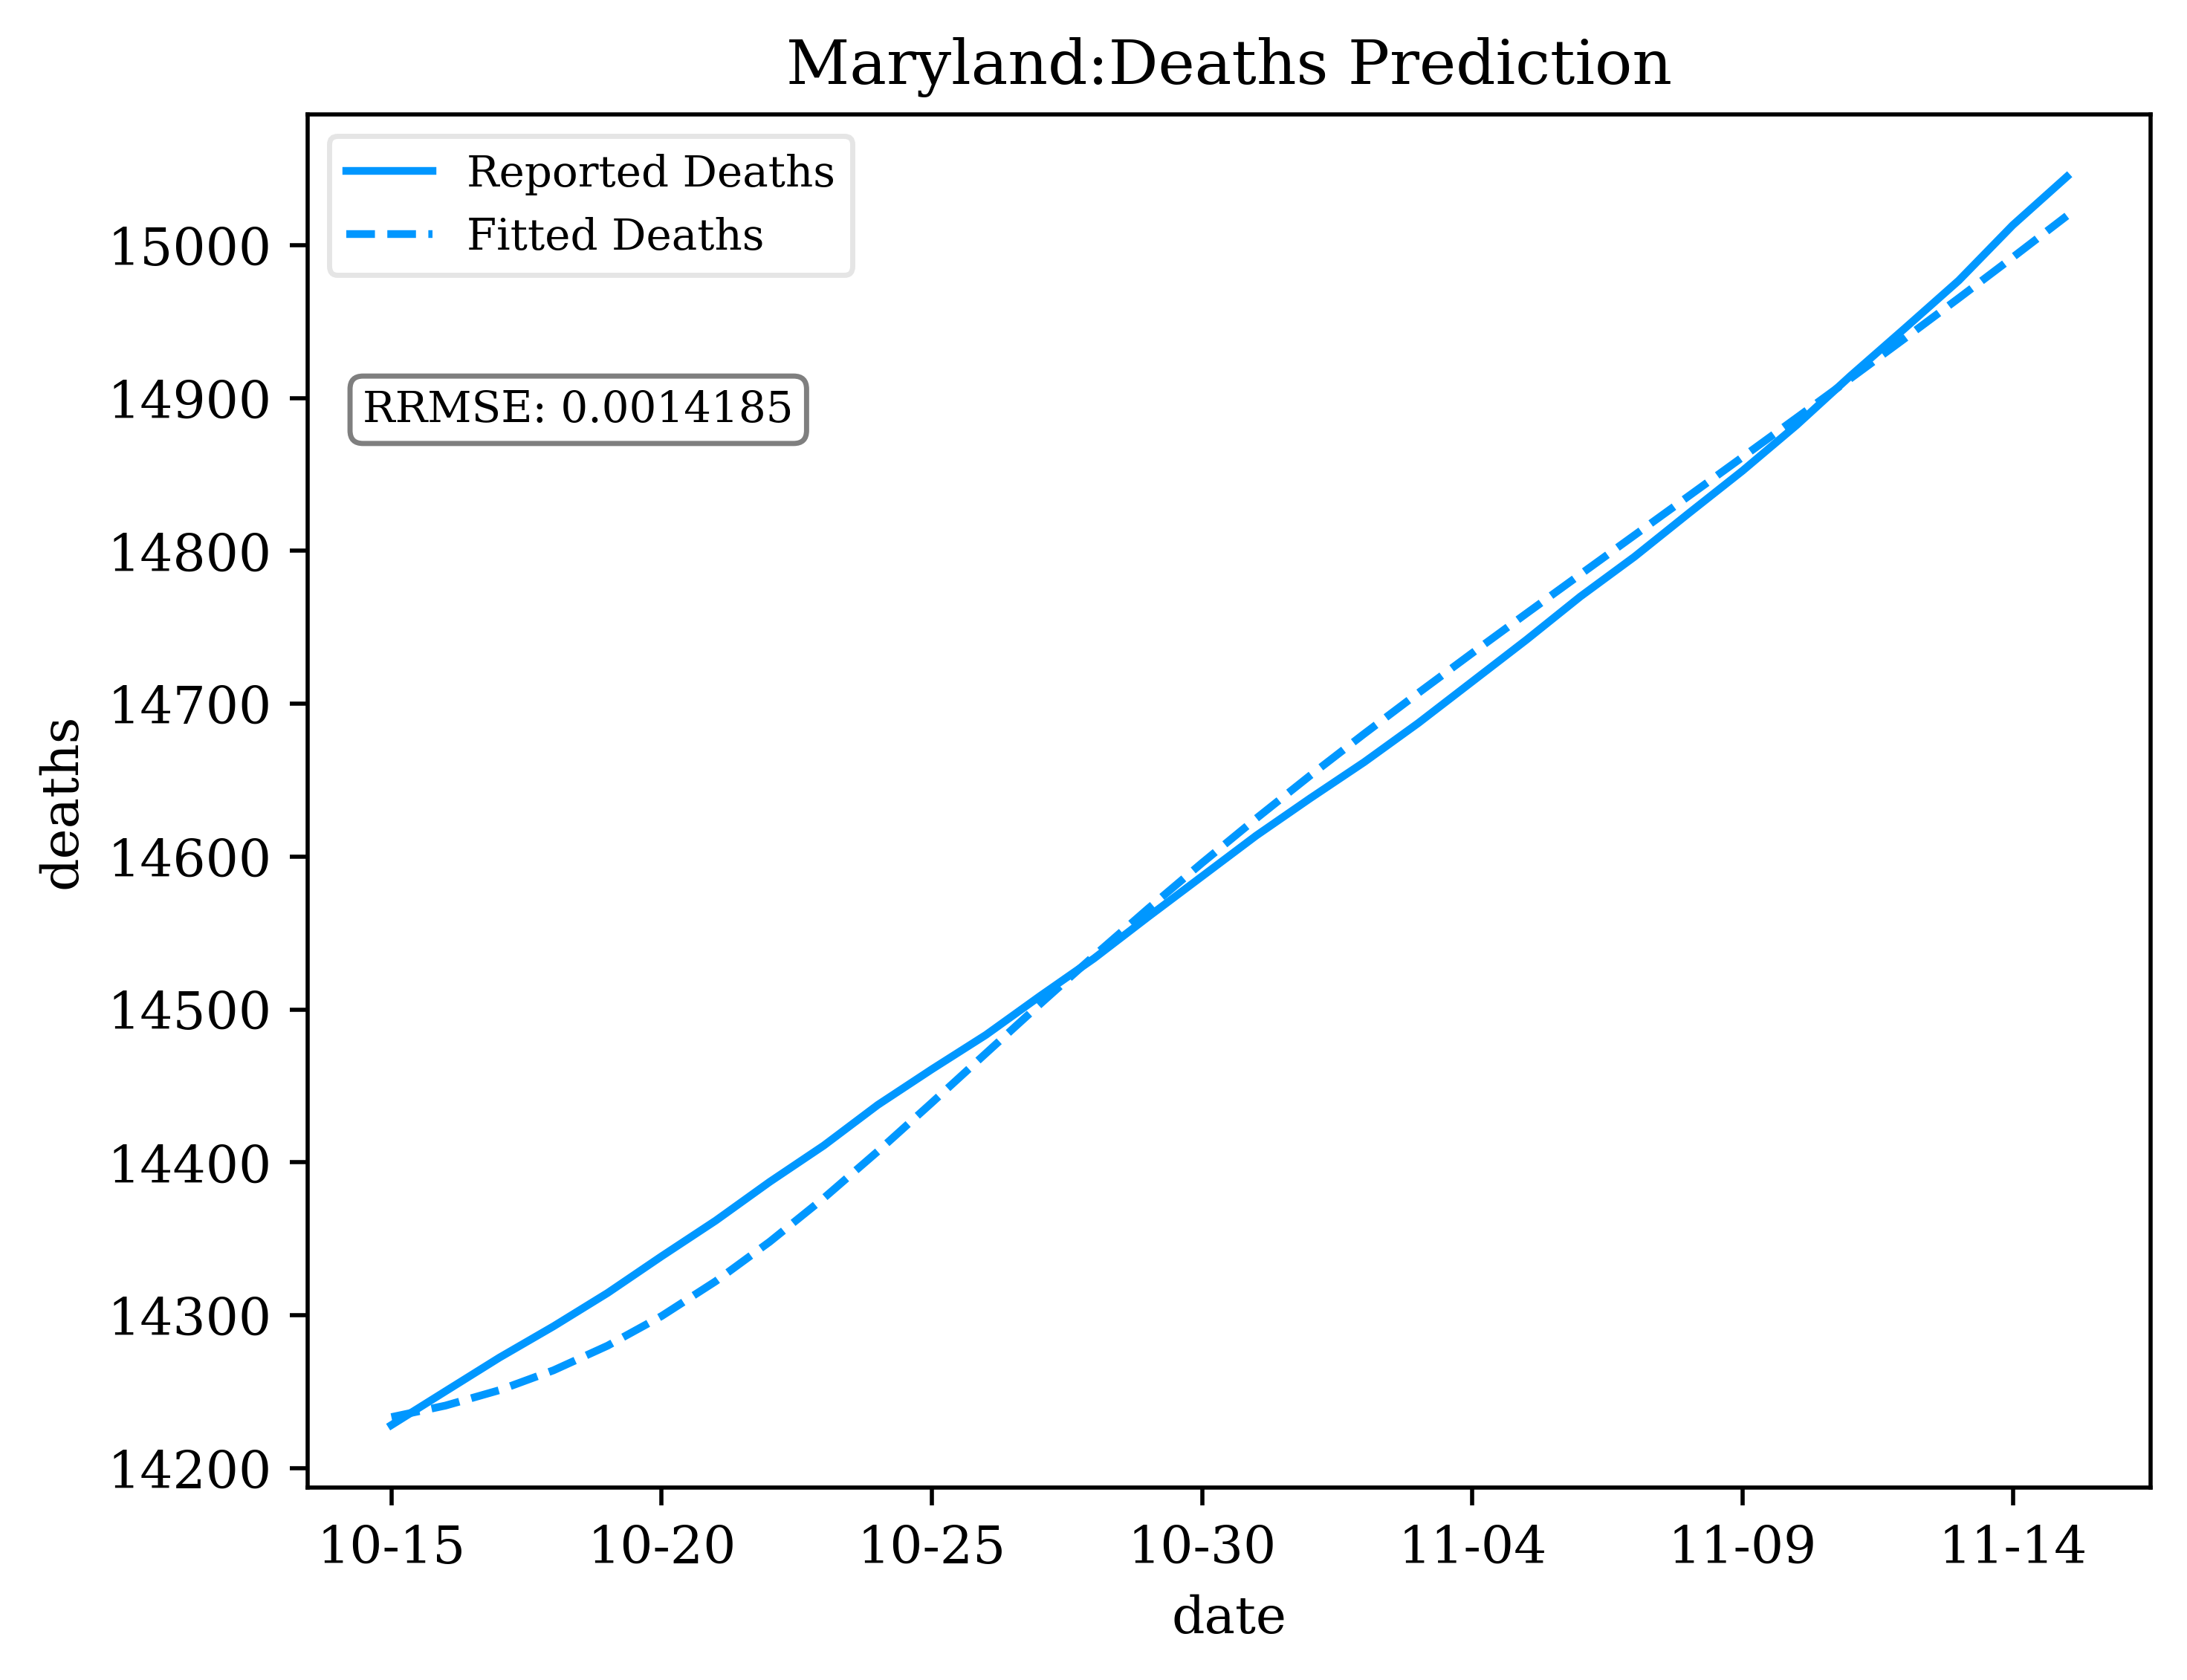 Maryland:Deaths Prediction
Reported Deaths
Fitted Deaths
RRMSE: 0.0014185
15000
14900
14800
14700
14600
14500
14400
14300
14200
deaths
10-15 10-20 10-25 10-30 11-04 11-09 11-14
date